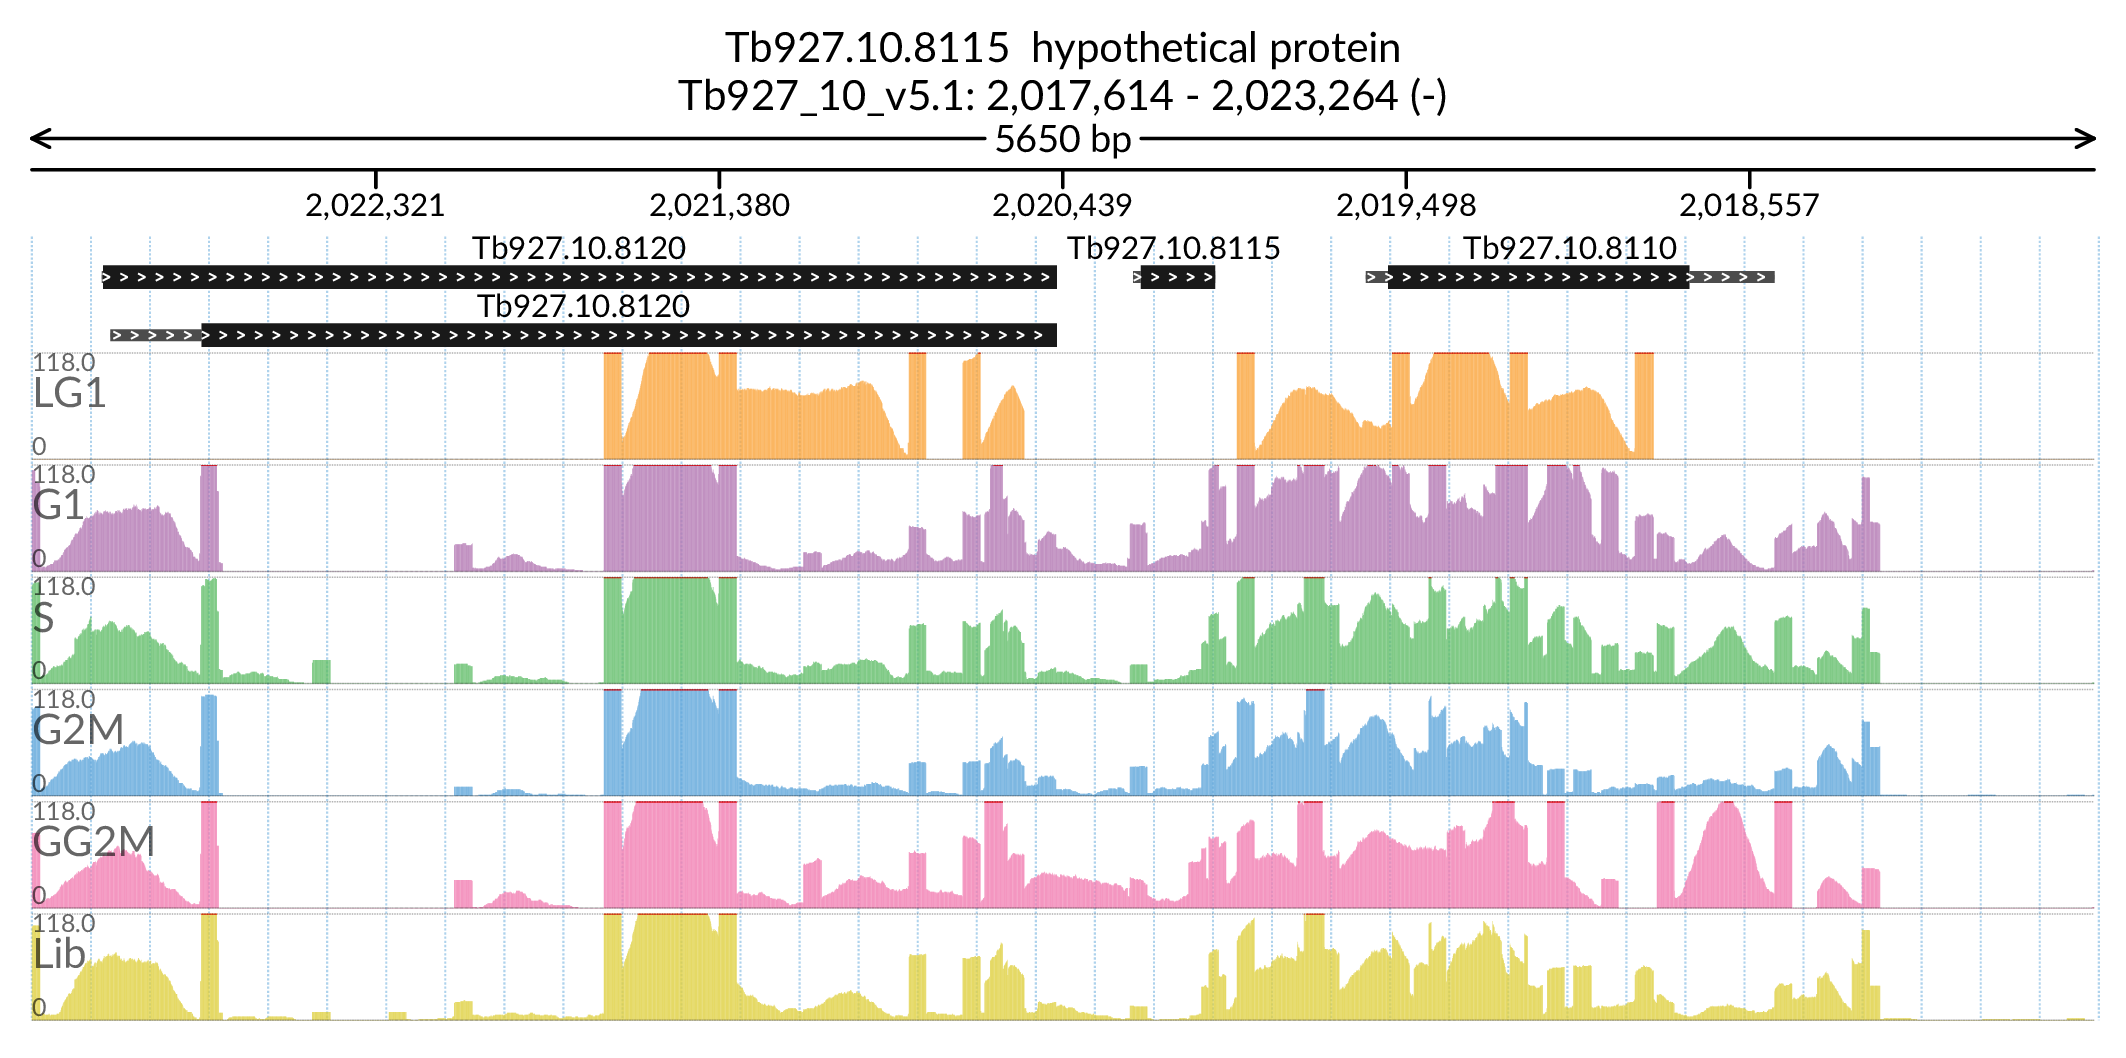 Tb927.10.8115 hypothetical protein
Tb927_10_v5.1: 2,017,614 - 2,023,264 (-)
5650 bp
2,022,321 2,021,380 2,020,439 2,019,498 2,018,557
Tb927.10.8120 Tb927.10.8115 Tb927.10.8110
Tb927.10.8120
118.0
LG1
0
118.0
G1
0
118.0
S
0
118.0
G2M
0
118.0
GG2M
0
118.0
Lib
0